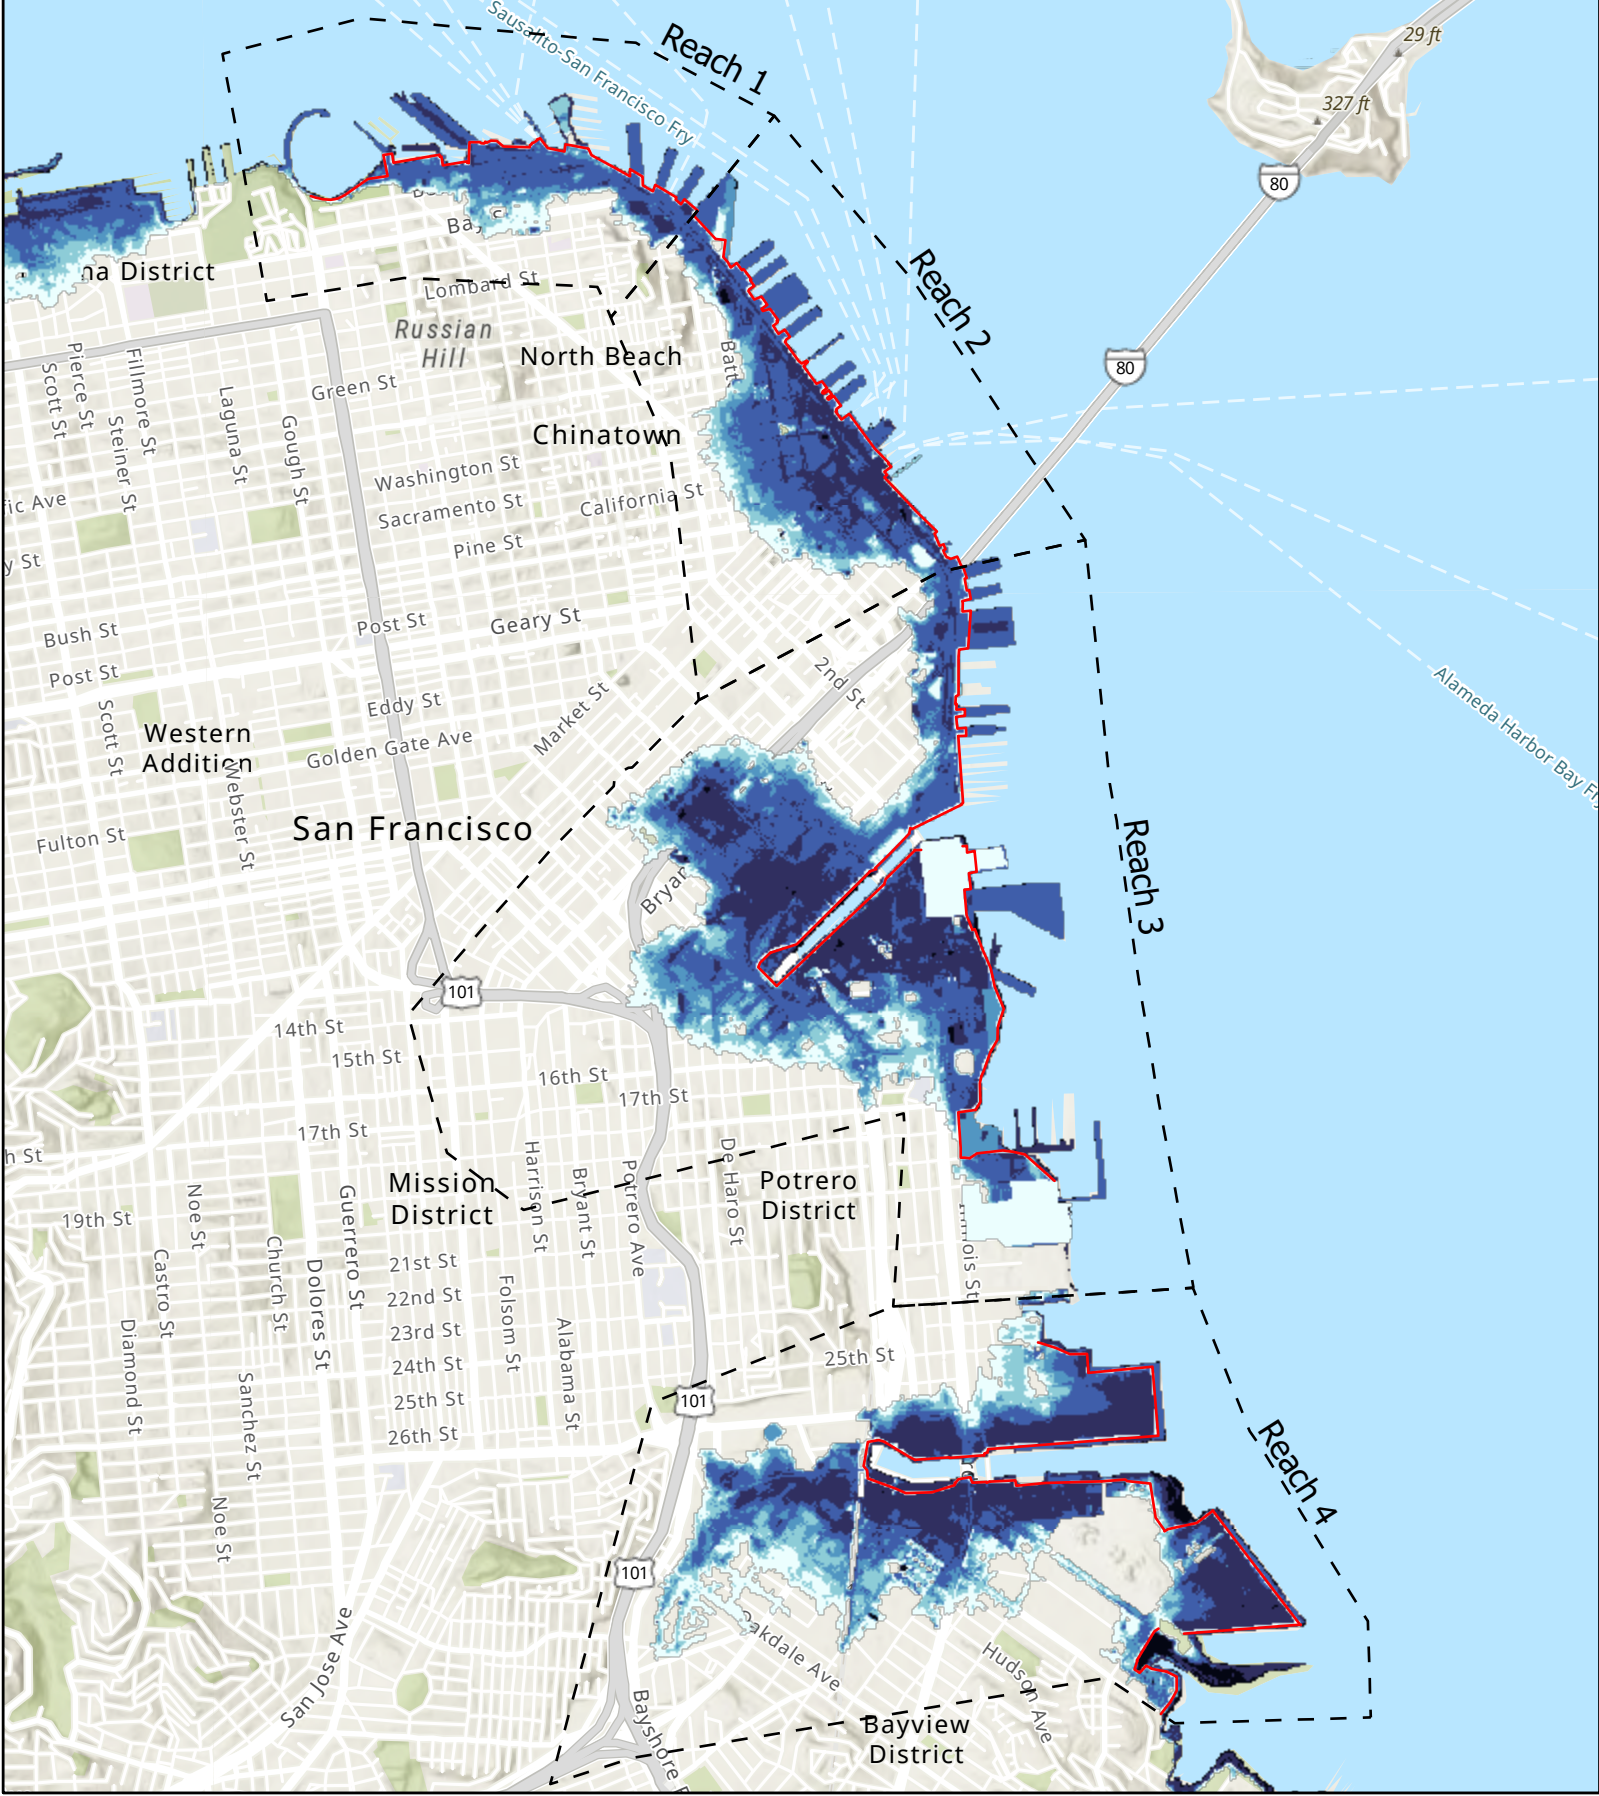 Sausalito-San Francisco Fry
Reach 1
29 ft
327 ft
80
na District
Lombard St
Reach 2
Russian
Hill
North Beach
Batt
80
Pierce St
Scott St
Fillmore St
Steiner St
Laguna St
Gough St
Green St
Chinatown
Washington St
Sacramento St
California St
Pine St
fic Ave
y St
Bush St
Post St
Post St
Geary St
2nd St
Market St
Eddy St
Golden Gate Ave
Scott St
Western
Addition
Webster St
Alameda Harbor Bay Fry
San Francisco
Fulton St
Reach 3
Bryan
101
14th St
15th St
16th St
17th St
17th St
h St
Mission
District
Harrison St
Bryant St
Potrero Ave
De Haro St
Potrero
District
19th St
Noe St
Castro St
Church St
Guerrero St
Dolores St
21st St
22nd St
23rd St
24th St
25th St
26th St
Folsom St
Alabama St
Diamond St
Sanchez St
Noe St
25th St
101
Reach 4
101
San Jose Ave
Oakdale Ave
Hudson Ave
Bayshore
Bayview
District